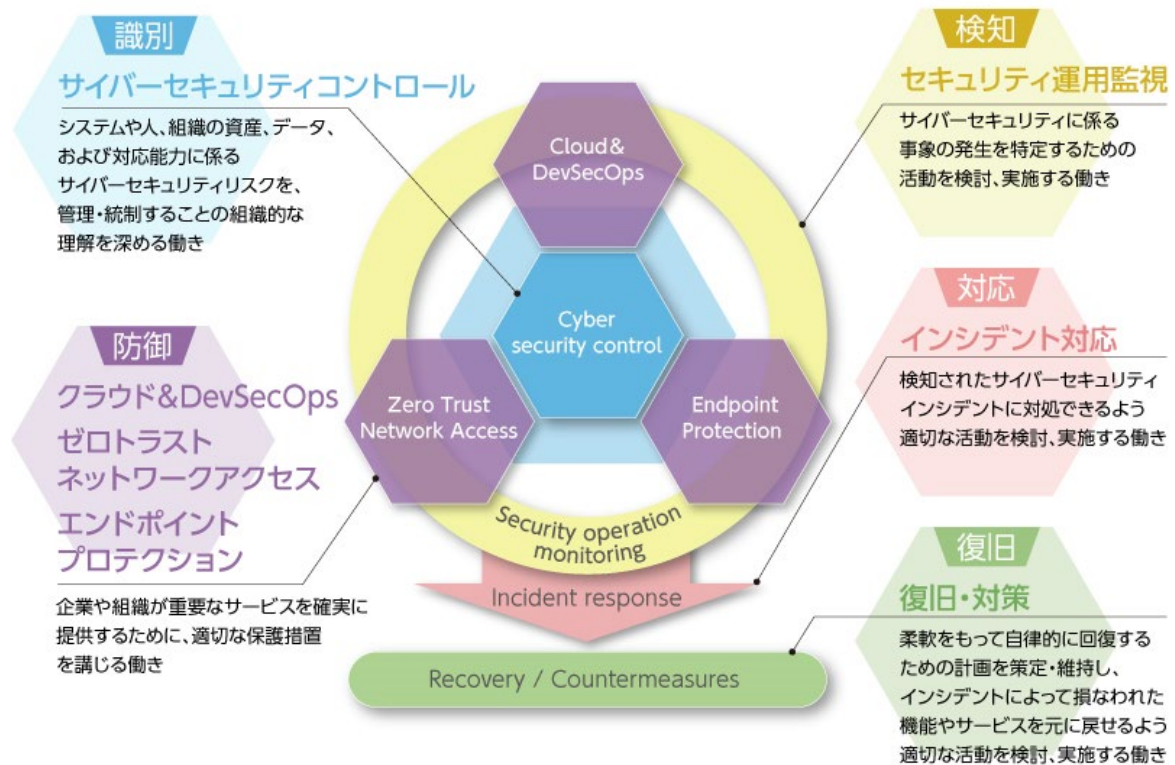 識別
サイバーセキュリティコントロール
システムや人、組織の資産、データ、
および対応能力に係る
サイバーセキュリティリスクを、
管理・統制することの組織的な
理解を深める働き
防御
クラウド&DevSecOps
ゼロトラスト
ネットワークアクセス
エンドポイント
プロテクション
企業や組織が重要なサービスを確実に
提供するために、適切な保護措置
を講じる働き
Cloud&
DevSecOps
Cyber
security control
Zero Trust
Network Access
Endpoint
Protection
Security operation
monitoring
Incident response
Recovery / Countermeasures
検知
セキュリティ運用監視
サイバーセキュリティに係る
事象の発生を特定するための
活動を検討、実施する働き
対応
インシデント対応
検知されたサイバーセキュリティ
インシデントに対処できるよう
適切な活動を検討、実施する働き
復旧
復旧・対策
柔軟をもって自律的に回復する
ための計画を策定・維持し、
インシデントによって損なわれた
機能やサービスを元に戻せるよう
適切な活動を検討、実施する働き